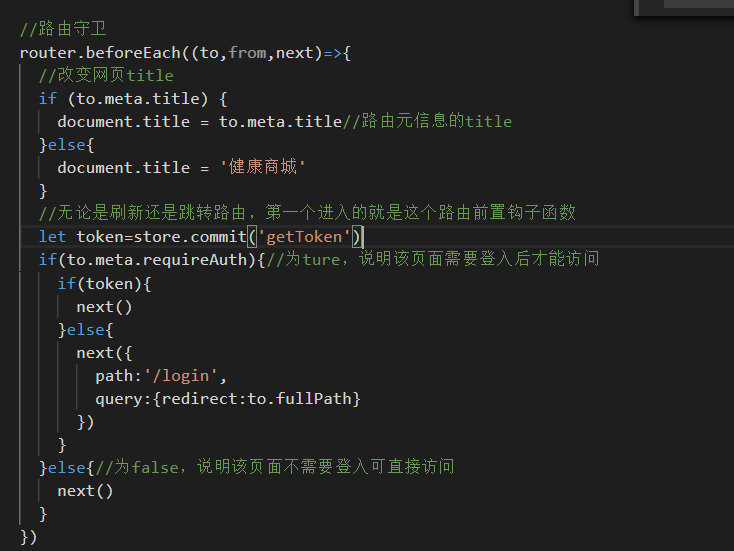 //路由守卫
router.beforeEach((to,from,next)=>{
  //改变网页title
  if (to.meta.title) {
    document.title = to.meta.title//路由元信息的title
  }else{
    document.title = '健康商城'
  }
  //无论是刷新还是跳转路由，第一个进入的就是这个路由前置钩子函数
  let token=store.commit('getToken')
  if(to.meta.requireAuth){//为ture，说明该页面需要登入后才能访问
    if(token){
      next()
    }else{
      next({
        path:'/login',
        query:{redirect:to.fullPath}
      })
    }
  }else{//为false，说明该页面不需要登入可直接访问
    next()
  }
})